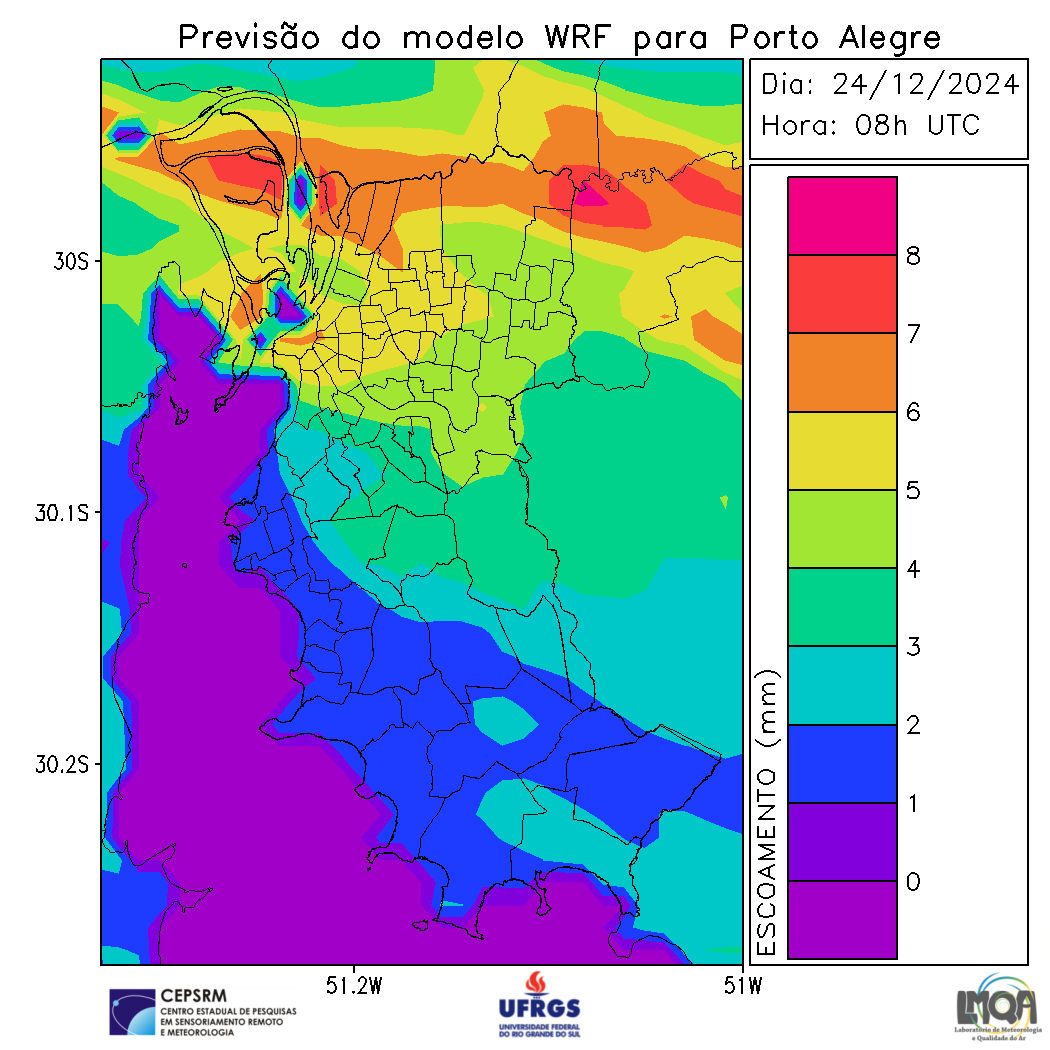 Previsão do modelo WRF para Porto Alegre
Dia: 24/12/2024
Hora: 08h UTC
30S
30.1S
30.2S
51.2W
51W
8
7
6
5
4
3
2
1
0
ESCOAMENTO (mm)
CEPSRM
CENTRO ESTADUAL DE PESQUISAS
EM SENSORIAMENTO REMOTO
E METEOROLOGIA
UFRGS
UNIVERSIDADE FEDERAL
DO RIO GRANDE DO SUL
LMQA
Laboratório de Meteorologia
e Qualidade do Ar